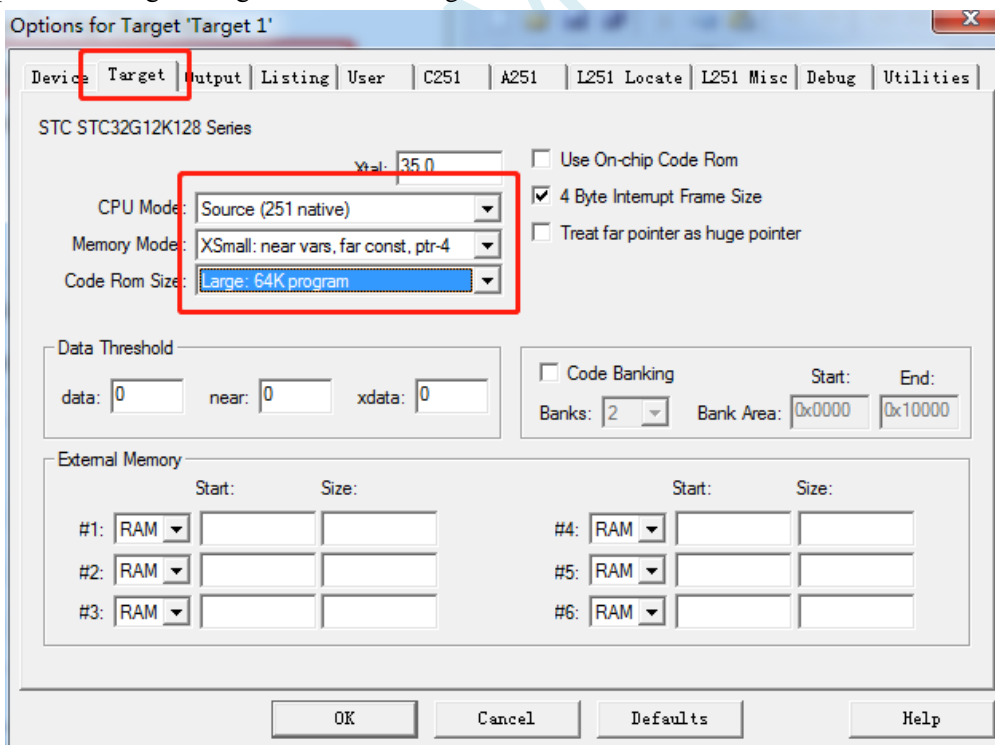 Options for Target 'Target 1'
X
Device Target Output Listing User C251 A251 L251 Locate L251 Misc Debug Utilities
STC STC32G12K128 Series
Xtal: 35.0
Use On-chip Code Rom
CPU Mode: Source (251 native)
4 Byte Interrupt Frame Size
Memory Mode: XSmall: near vars, far const, ptr-4
Treat far pointer as huge pointer
Code Rom Size: Large: 64K program
Data Threshold
data: 0 near: 0 xdata: 0
Code Banking Start: End:
Banks: 2 Bank Area: 0x0000 0x10000
External Memory
Start: Size: Start: Size:
#1: RAM #4: RAM
#2: RAM #5: RAM
#3: RAM #6: RAM
OK Cancel Defaults Help